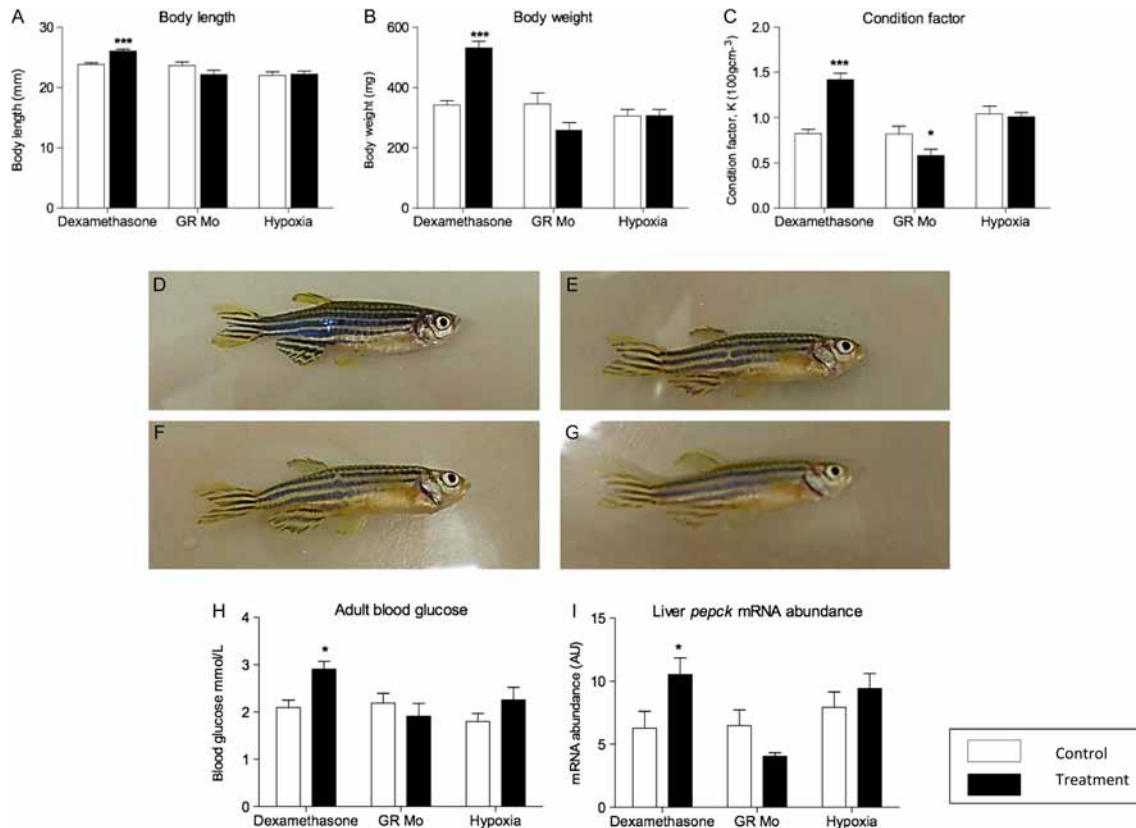 A
Body length
Body length (mm)
30
20
10
0
***
Dexamethasone
GR Mo
Hypoxia
B
Body weight
Body weight (mg)
600
400
200
0
***
Dexamethasone
GR Mo
Hypoxia
C
Condition factor
Condition factor, K (100gcm-³)
2.0
1.5
1.0
0.5
0.0
***
*
Dexamethasone
GR Mo
Hypoxia
D
E
F
G
H
Adult blood glucose
Blood glucose mmol/L
4
3
2
1
0
*
Dexamethasone
GR Mo
Hypoxia
I
Liver pepck mRNA abundance
mRNA abundance (AU)
15
10
5
0
*
Dexamethasone
GR Mo
Hypoxia
Control
Treatment